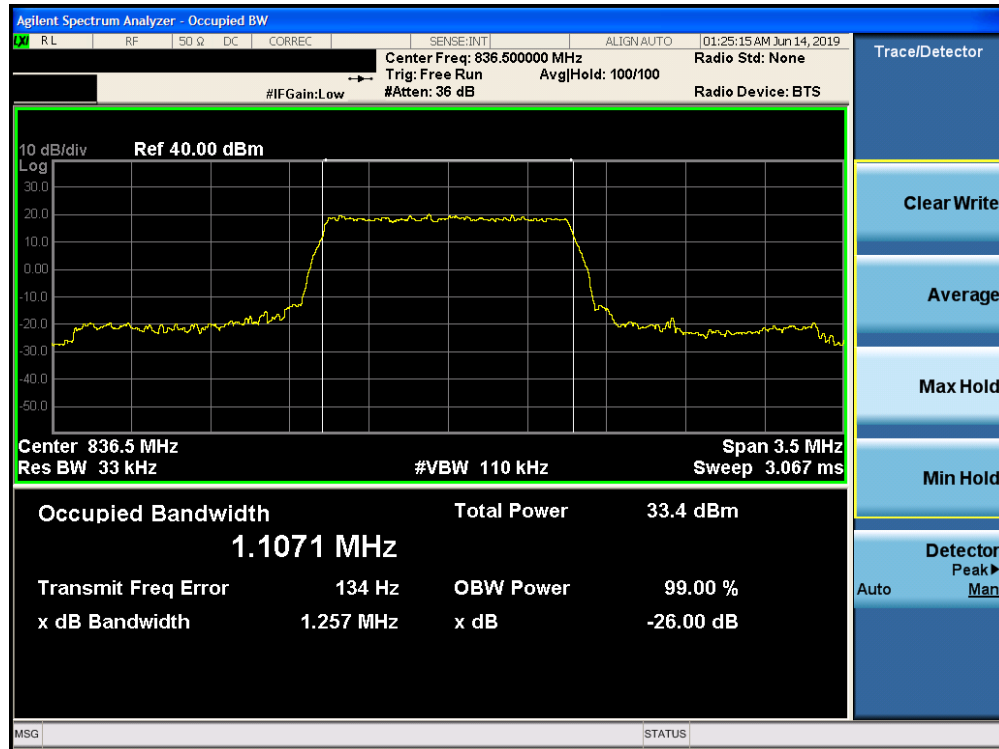 Agilent Spectrum Analyzer - Occupied BW
LXI RL RF 50 Ω DC CORREC SENSE:INT ALIGN AUTO 01:25:15 AM Jun 14, 2019
Center Freq: 836.500000 MHz Radio Std: None
Trig: Free Run Avg|Hold: 100/100
#IFGain:Low #Atten: 36 dB Radio Device: BTS
10 dB/div Ref 40.00 dBm
Log
30.0
20.0
10.0
0.00
-10.0
-20.0
-30.0
-40.0
-50.0
Center 836.5 MHz Span 3.5 MHz
Res BW 33 kHz #VBW 110 kHz Sweep 3.067 ms
Occupied Bandwidth Total Power 33.4 dBm
1.1071 MHz
Transmit Freq Error 134 Hz OBW Power 99.00 %
x dB Bandwidth 1.257 MHz x dB -26.00 dB
MSG STATUS
Trace/Detector
Clear Write
Average
Max Hold
Min Hold
Detector
Peak▶
Auto Man